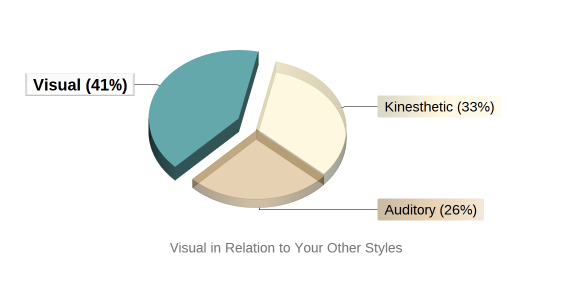 Visual (41%)
Kinesthetic (33%)
Auditory (26%)
Visual in Relation to Your Other Styles